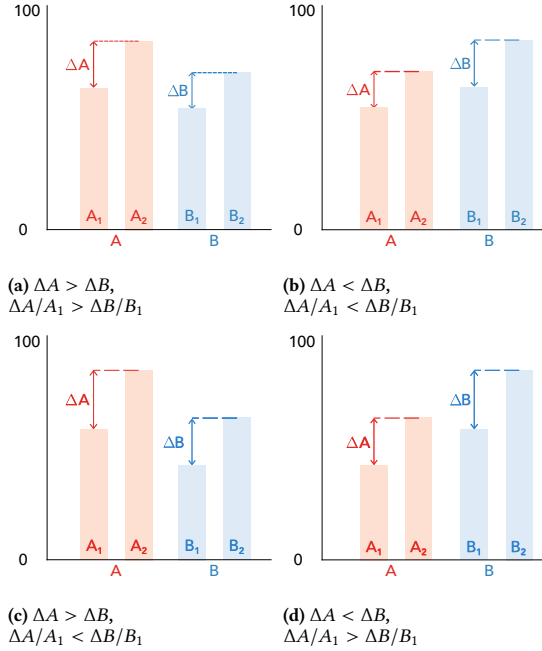 100
ΔA
ΔB
0
A₁ A₂ B₁ B₂
A B
(a) ΔA > ΔB,
ΔA/A₁ > ΔB/B₁
100
ΔB
ΔA
0
A₁ A₂ B₁ B₂
A B
(b) ΔA < ΔB,
ΔA/A₁ < ΔB/B₁
100
ΔA
ΔB
0
A₁ A₂ B₁ B₂
A B
(c) ΔA > ΔB,
ΔA/A₁ < ΔB/B₁
100
ΔB
ΔA
0
A₁ A₂ B₁ B₂
A B
(d) ΔA < ΔB,
ΔA/A₁ > ΔB/B₁